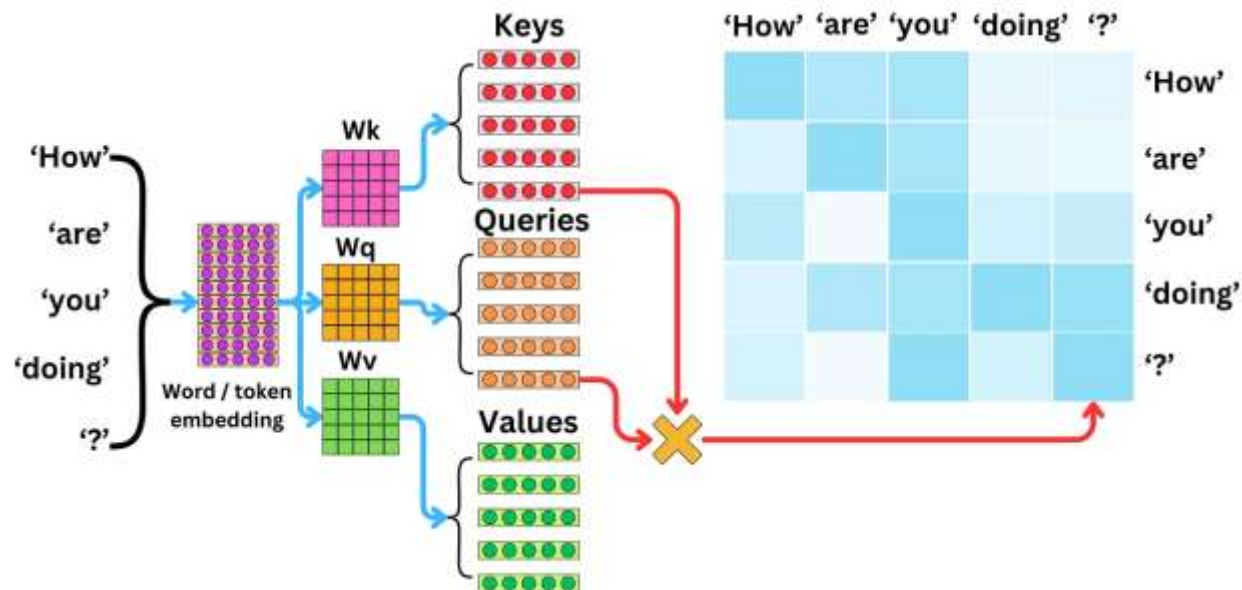 ‘How’
‘are’
‘you’
‘doing’
‘?’
Word / token
embedding
Wk
Wq
Wv
Keys
Queries
Values
‘How’ ‘are’ ‘you’ ‘doing’ ‘?’
‘How’
‘are’
‘you’
‘doing’
‘?’